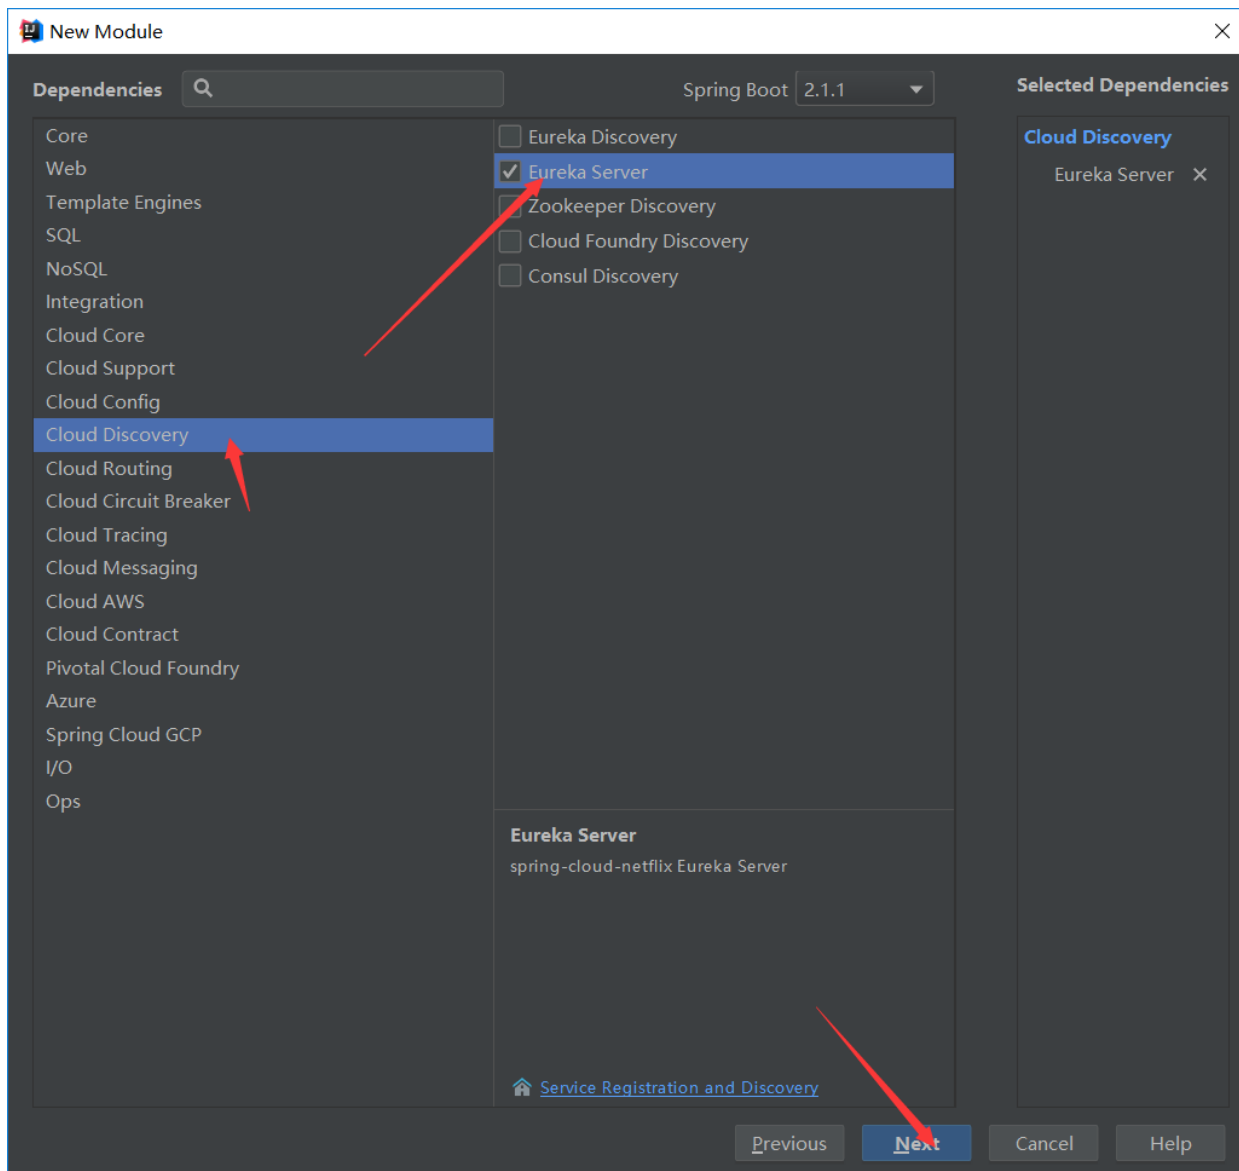 New Module
Dependencies
Spring Boot 2.1.1
Selected Dependencies
Core
Web
Template Engines
SQL
NoSQL
Integration
Cloud Core
Cloud Support
Cloud Config
Cloud Discovery
Cloud Routing
Cloud Circuit Breaker
Cloud Tracing
Cloud Messaging
Cloud AWS
Cloud Contract
Pivotal Cloud Foundry
Azure
Spring Cloud GCP
I/O
Ops
Eureka Discovery
Eureka Server
Zookeeper Discovery
Cloud Foundry Discovery
Consul Discovery
Eureka Server
spring-cloud-netflix Eureka Server
Service Registration and Discovery
Cloud Discovery
Eureka Server
Previous
Next
Cancel
Help